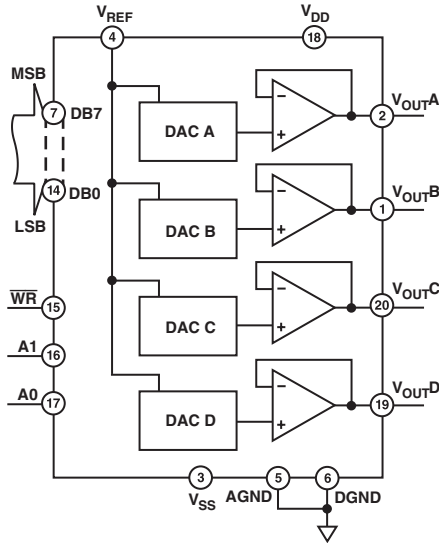 VREF
VDD
4
18
MSB
7
DB7
DAC A
−
+
2
VOUTA
14
DB0
LSB
DAC B
−
+
1
VOUTB
WR
15
DAC C
−
+
20
VOUTC
A1
16
A0
17
DAC D
−
+
19
VOUTD
3
VSS
5
AGND
6
DGND